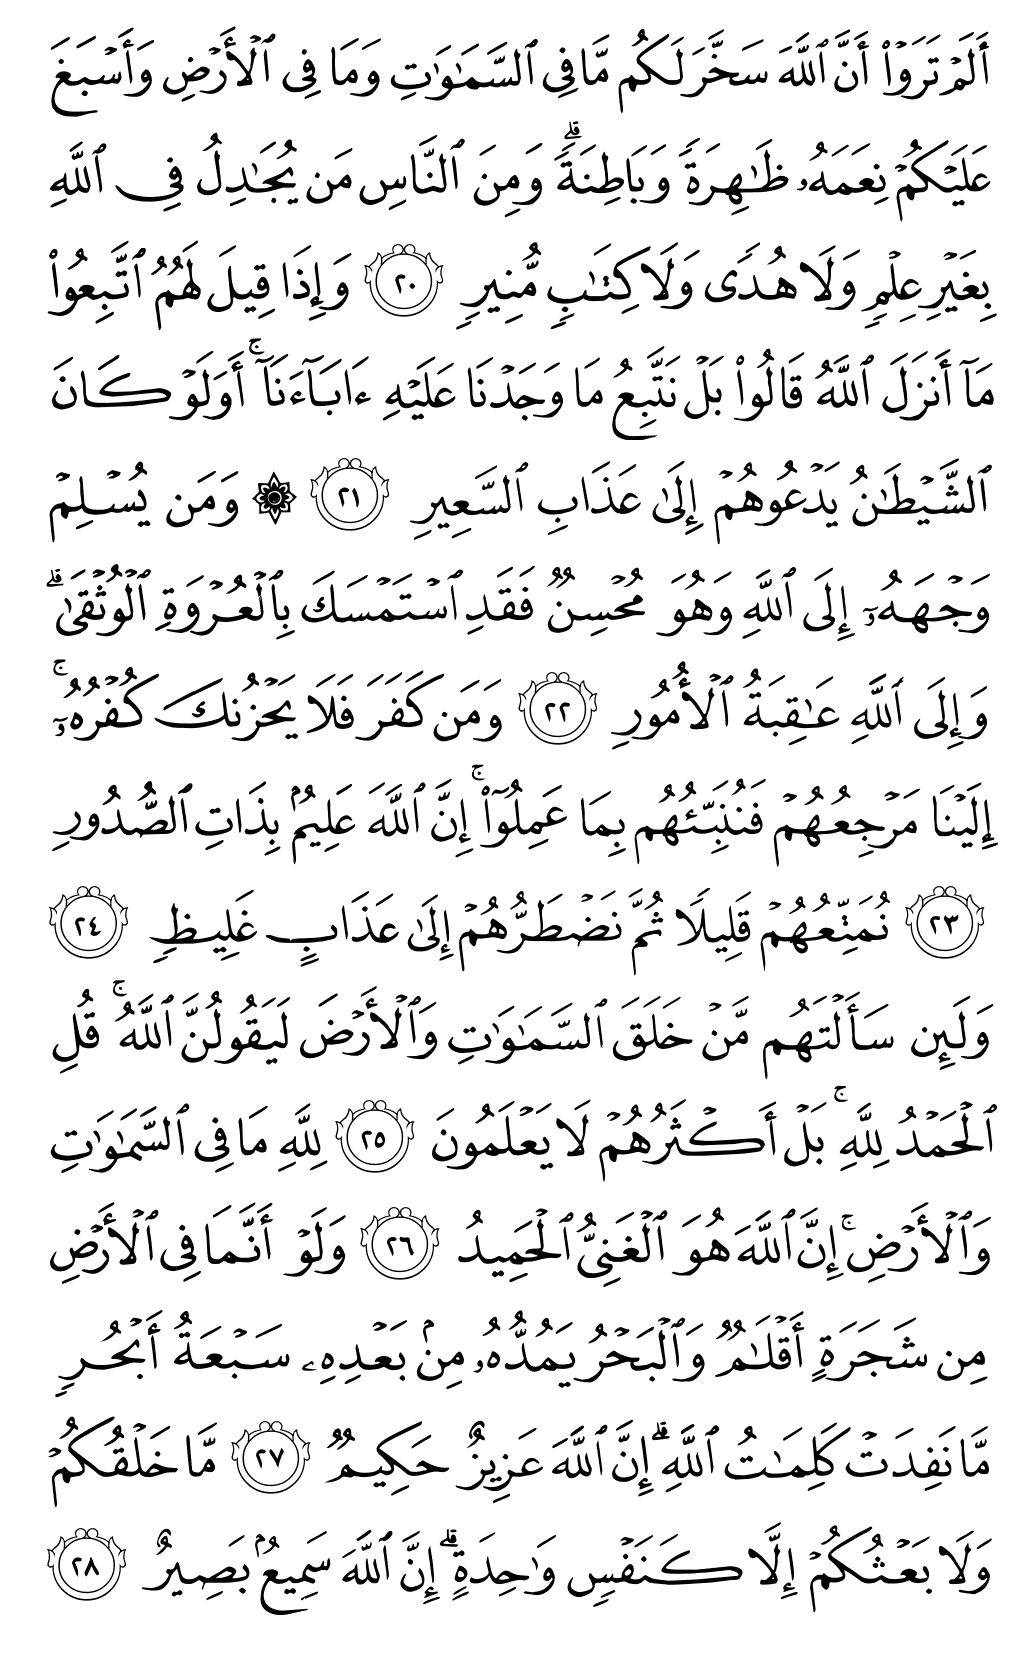 أَلَمۡ تَرَوۡاْ أَنَّ ٱللَّهَ سَخَّرَ لَكُم مَّا فِي ٱلسَّمَٰوَٰتِ وَمَا فِي ٱلۡأَرۡضِ وَأَسۡبَغَ
عَلَيۡكُمۡ نِعَمَهُۥ ظَٰهِرَةٗ وَبَاطِنَةٗۗ وَمِنَ ٱلنَّاسِ مَن يُجَٰدِلُ فِي ٱللَّهِ
بِغَيۡرِ عِلۡمٖ وَلَا هُدٗى وَلَا كِتَٰبٖ مُّنِيرٖ ٢٠ وَإِذَا قِيلَ لَهُمُ ٱتَّبِعُواْ
مَآ أَنزَلَ ٱللَّهُ قَالُواْ بَلۡ نَتَّبِعُ مَا وَجَدۡنَا عَلَيۡهِ ءَابَآءَنَآۚ أَوَلَوۡ كَانَ
ٱلشَّيۡطَٰنُ يَدۡعُوهُمۡ إِلَىٰ عَذَابِ ٱلسَّعِيرِ ٢١ ۞ وَمَن يُسۡلِمۡ
وَجۡهَهُۥٓ إِلَى ٱللَّهِ وَهُوَ مُحۡسِنٞ فَقَدِ ٱسۡتَمۡسَكَ بِٱلۡعُرۡوَةِ ٱلۡوُثۡقَىٰۗ
وَإِلَى ٱللَّهِ عَٰقِبَةُ ٱلۡأُمُورِ ٢٢ وَمَن كَفَرَ فَلَا يَحۡزُنكَ كُفۡرُهُۥٓۚ
إِلَيۡنَا مَرۡجِعُهُمۡ فَنُنَبِّئُهُم بِمَا عَمِلُوٓاْۚ إِنَّ ٱللَّهَ عَلِيمُۢ بِذَاتِ ٱلصُّدُورِ
٢٣ نُمَتِّعُهُمۡ قَلِيلٗا ثُمَّ نَضۡطَرُّهُمۡ إِلَىٰ عَذَابٍ غَلِيظٖ ٢٤
وَلَئِن سَأَلۡتَهُم مَّنۡ خَلَقَ ٱلسَّمَٰوَٰتِ وَٱلۡأَرۡضَ لَيَقُولُنَّ ٱللَّهُۚ قُلِ
ٱلۡحَمۡدُ لِلَّهِۚ بَلۡ أَكۡثَرُهُمۡ لَا يَعۡلَمُونَ ٢٥ لِلَّهِ مَا فِي ٱلسَّمَٰوَٰتِ
وَٱلۡأَرۡضِۚ إِنَّ ٱللَّهَ هُوَ ٱلۡغَنِيُّ ٱلۡحَمِيدُ ٢٦ وَلَوۡ أَنَّمَا فِي ٱلۡأَرۡضِ
مِن شَجَرَةٍ أَقۡلَٰمٞ وَٱلۡبَحۡرُ يَمُدُّهُۥ مِنۢ بَعۡدِهِۦ سَبۡعَةُ أَبۡحُرٖ
مَّا نَفِدَتۡ كَلِمَٰتُ ٱللَّهِۗ إِنَّ ٱللَّهَ عَزِيزٌ حَكِيمٞ ٢٧ مَّا خَلۡقُكُمۡ
وَلَا بَعۡثُكُمۡ إِلَّا كَنَفۡسٖ وَٰحِدَةٍۗ إِنَّ ٱللَّهَ سَمِيعُۢ بَصِيرٌ ٢٨